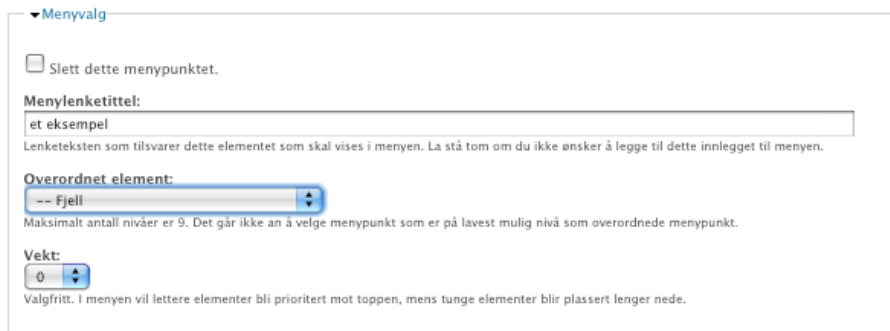 Menyvalg
Slett dette menypunktet.
Menylenketittel:
et eksempel
Lenketeksten som tilsvarer dette elementet som skal vises i menyen. La stå tom om du ikke ønsker å legge til dette innlegget til menyen.
Overordnet element:
-- Fjell
Maksimalt antall nivåer er 9. Det går ikke an å velge menypunkt som er på lavest mulig nivå som overordnede menypunkt.
Vekt:
0
Valgfritt. I menyen vil lettere elementer bli prioritert mot toppen, mens tunge elementer blir plassert lenger nede.